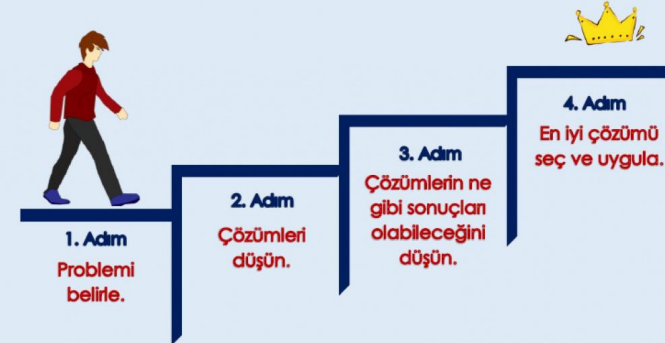 1. Adım
Problemi
belirle.
2. Adım
Çözümleri
düşün.
3. Adım
Çözümlerin ne
gibi sonuçları
olabileceğini
düşün.
4. Adım
En iyi çözümü
seç ve uygula.